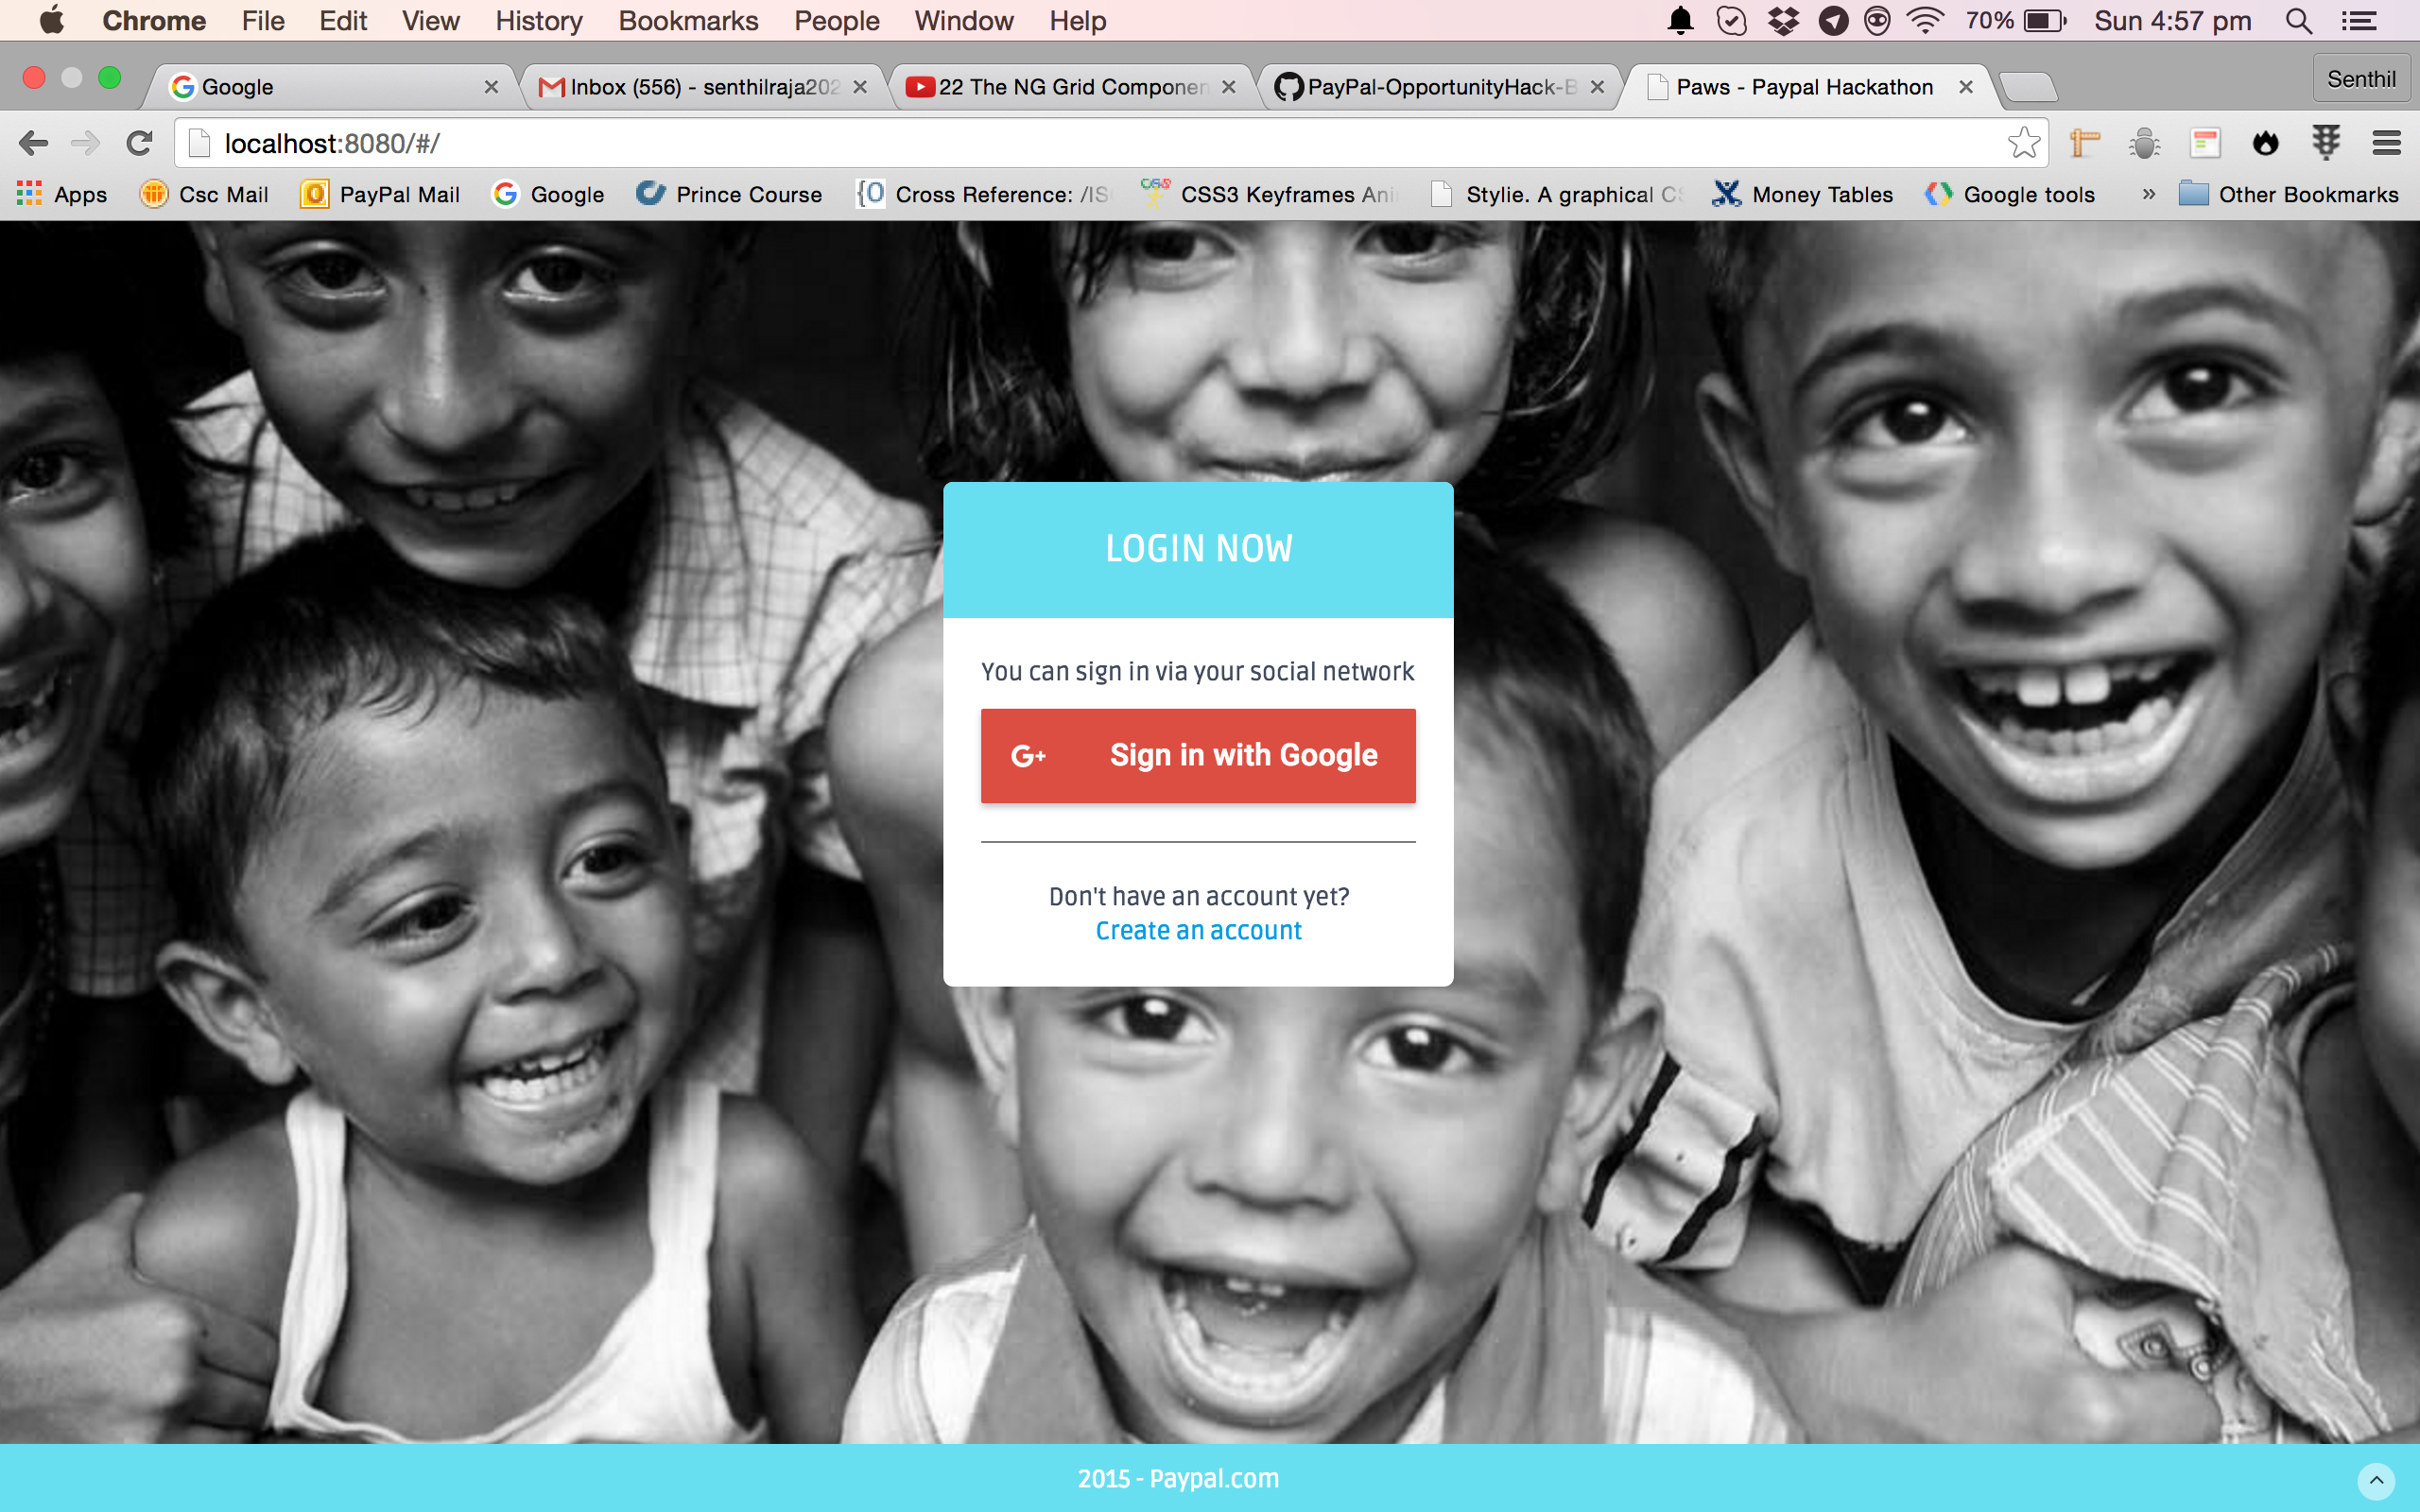 Chrome File Edit View History Bookmarks People Window Help 70% Sun 4:57 pm
Google Inbox (556) - senthilraja202 22 The NG Grid Componen PayPal-OpportunityHack-B Paws - Paypal Hackathon Senthil
localhost:8080/#/
Apps Csc Mail PayPal Mail Google Prince Course Cross Reference: /IS CSS3 Keyframes Ani Stylie. A graphical CS Money Tables Google tools » Other Bookmarks
LOGIN NOW
You can sign in via your social network
G+ Sign in with Google
Don't have an account yet?
Create an account
2015 - Paypal.com